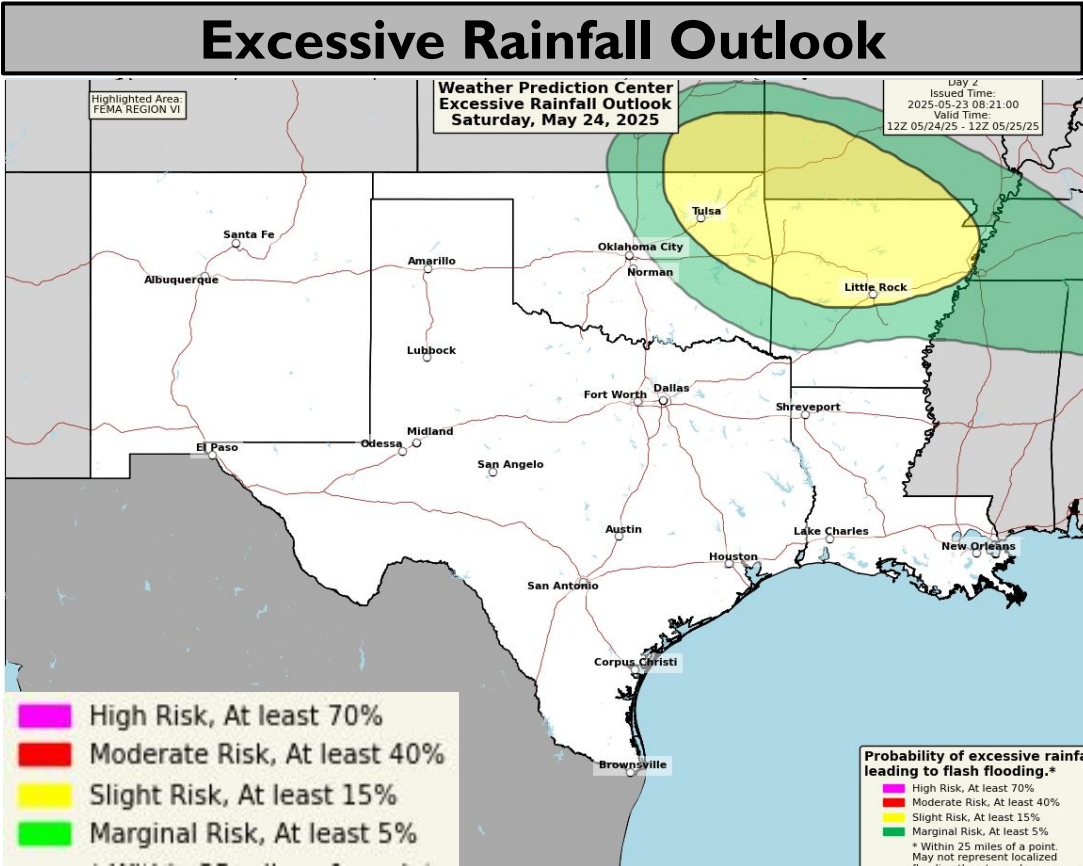 Excessive Rainfall Outlook
Highlighted Area:
FEMA REGION VI
Weather Prediction Center
Excessive Rainfall Outlook
Saturday, May 24, 2025
Day 2
Issued Time:
2025-05-23 08:21:00
Valid Time:
12Z 05/24/25 - 12Z 05/25/25
Tulsa
Santa Fe
Oklahoma City
Albuquerque
Amarillo
Norman
Little Rock
Lubbock
Fort Worth
Dallas
Shreveport
Midland
Odessa
El Paso
San Angelo
Austin
Lake Charles
Houston
New Orleans
San Antonio
Corpus Christi
Brownsville
High Risk, At least 70%
Moderate Risk, At least 40%
Slight Risk, At least 15%
Marginal Risk, At least 5%
Probability of excessive rainfa
leading to flash flooding.*
High Risk, At least 70%
Moderate Risk, At least 40%
Slight Risk, At least 15%
Marginal Risk, At least 5%
* Within 25 miles of a point.
May not represent localized